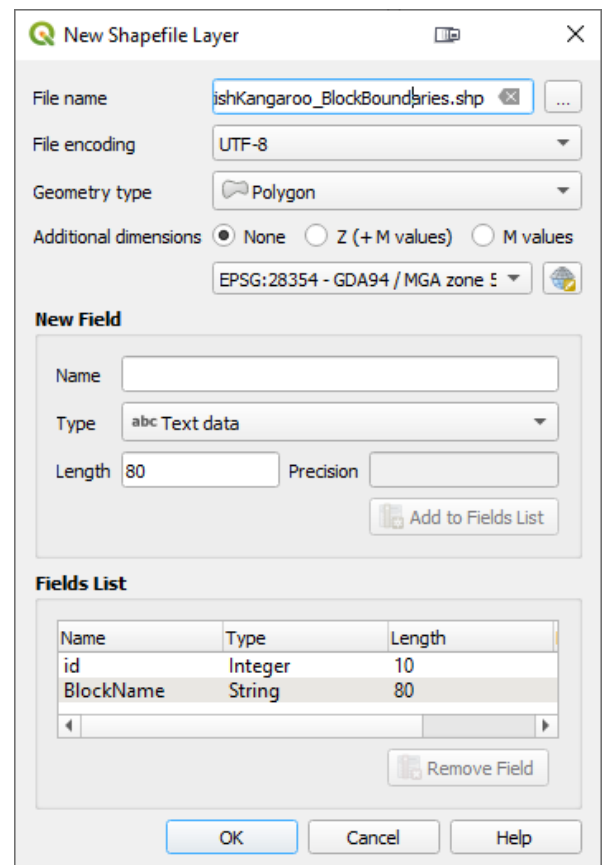 New Shapefile Layer
File name ishKangaroo_BlockBoundaries.shp ...
File encoding UTF-8
Geometry type Polygon
Additional dimensions None Z (+ M values) M values
EPSG:28354 - GDA94 / MGA zone 5
New Field
Name
Type abc Text data
Length 80 Precision
Add to Fields List
Fields List
Name Type Length
id Integer 10
BlockName String 80
Remove Field
OK Cancel Help